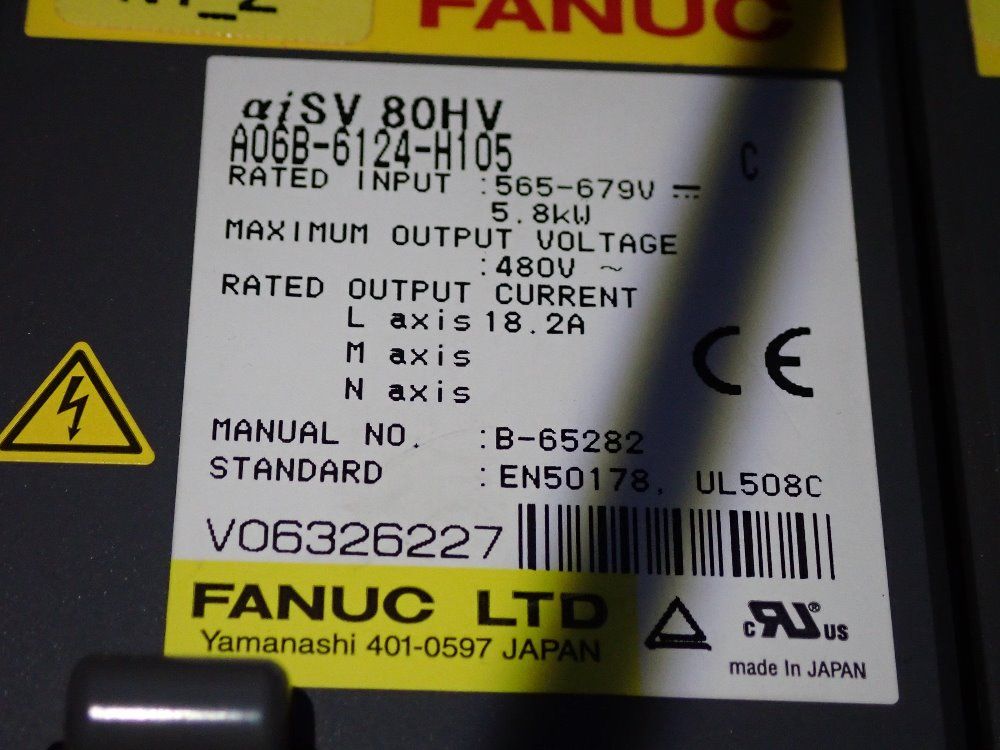 N1_2
FANUC
αiSV 80HV
A06B-6124-H105
C
RATED INPUT :565-679V ⎓
5.8kW
MAXIMUM OUTPUT VOLTAGE
:480V ~
RATED OUTPUT CURRENT
L axis 18.2A
M axis
N axis
CE
MANUAL NO. :B-65282
STANDARD :EN50178, UL508C
V06326227
FANUC LTD
Yamanashi 401-0597 JAPAN
c RU ® US
made In JAPAN